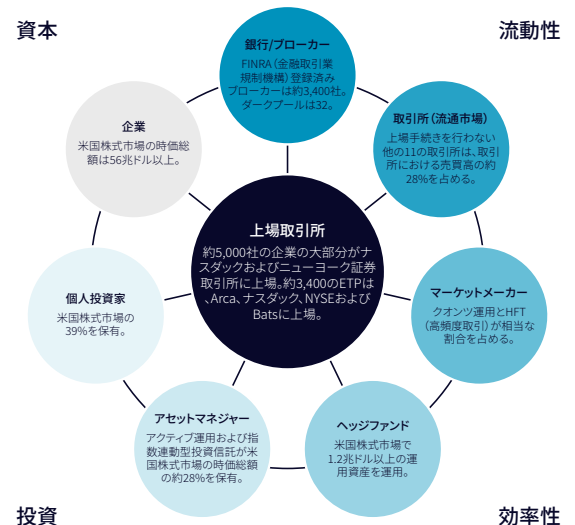 資本
流動性
銀行/ブローカー
FINRA（金融取引業
規制機構）登録済み
ブローカーは約3,400社。
ダークプールは32。
企業
米国株式市場の時価総
額は56兆ドル以上。
取引所（流通市場）
上場手続きを行わない
他の11の取引所は、取引
所における売買高の約
28%を占める。
上場取引所
約5,000社の企業の大部分がナ
スダックおよびニューヨーク証券
取引所に上場。約3,400のETPは
、Arca、ナスダック、NYSEおよび
Batsに上場。
個人投資家
米国株式市場の
39%を保有。
マーケットメーカー
クオンツ運用とHFT
（高頻度取引）が相当な
割合を占める。
アセットマネジャー
アクティブ運用および指
数連動型投資信託が米
国株式市場の時価総額
の約28%を保有。
ヘッジファンド
米国株式市場で
1.2兆ドル以上の運
用資産を運用。
投資
効率性